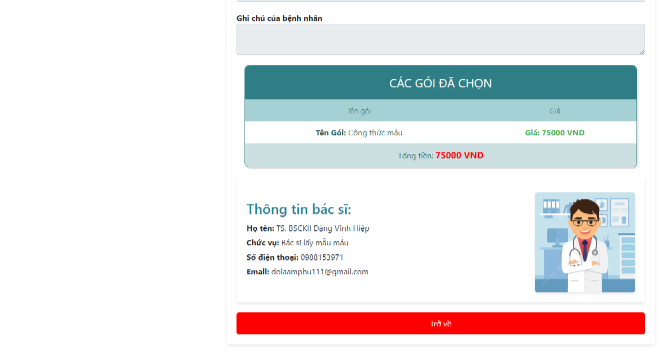 Ghi chú của bệnh nhân
CÁC GÓI ĐÃ CHỌN
Tên gói Giá
Tên Gói: Công thức máu Giá: 75000 VND
Tổng tiền: 75000 VND
Thông tin bác sĩ:
Họ tên: TS. BSCKII Đặng Vĩnh Hiệp
Chức vụ: Bác sĩ lấy mẫu máu
Số điện thoại: 0988153971
Email: dolaamphu111@gmail.com
Trở về